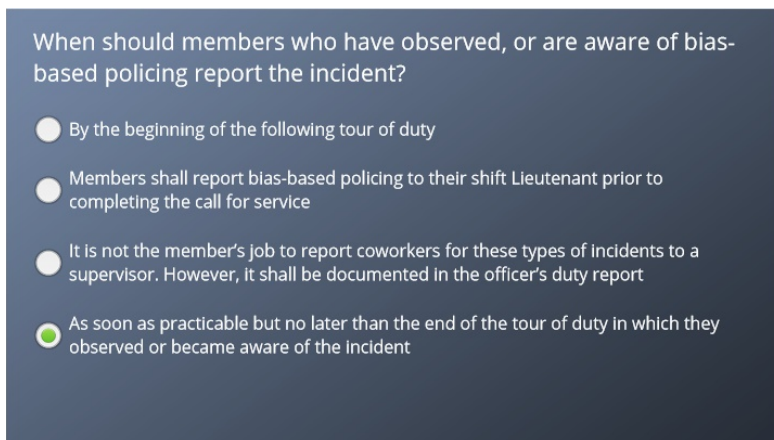 When should members who have observed, or are aware of bias-
based policing report the incident?
By the beginning of the following tour of duty
Members shall report bias-based policing to their shift Lieutenant prior to
completing the call for service
It is not the member’s job to report coworkers for these types of incidents to a
supervisor. However, it shall be documented in the officer’s duty report
As soon as practicable but no later than the end of the tour of duty in which they
observed or became aware of the incident